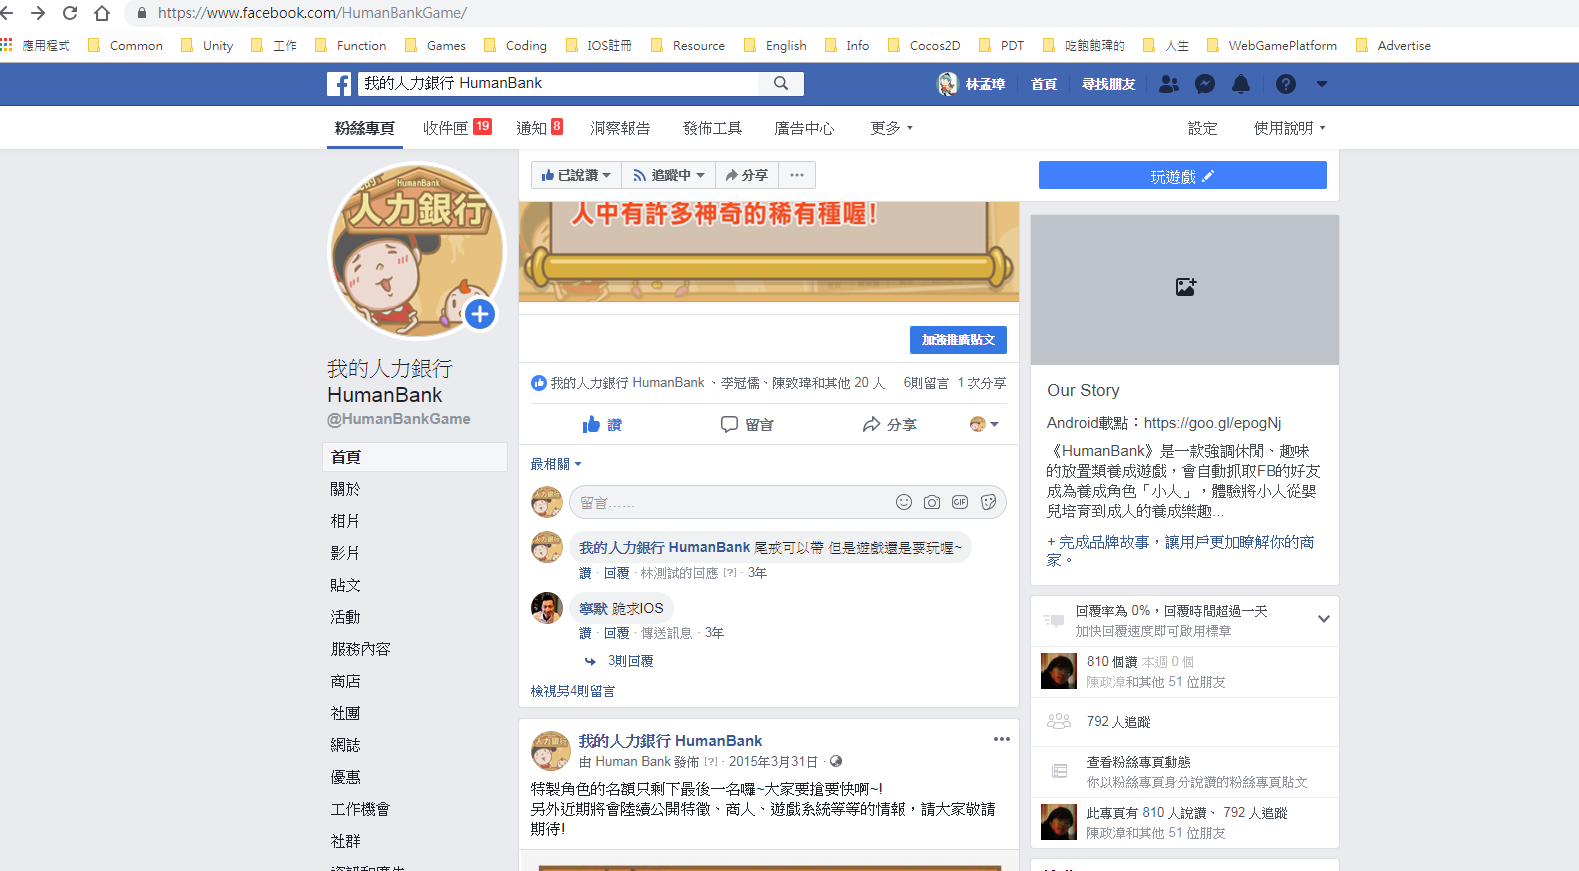 https://www.facebook.com/HumanBankGame/
應用程式 Common Unity 工作 Function Games Coding IOS註冊 Resource English Info Cocos2D PDT 吃飽飽瑋的 人生 WebGamePlatform Advertise
我的人力銀行 HumanBank
林孟璋 首頁 尋找朋友
粉絲專頁 收件匣 19 通知 8 洞察報告 發佈工具 廣告中心 更多 設定 使用說明
已說讚 追蹤中 分享 ...
玩遊戲
HumanBank
人力銀行
我的人力銀行
HumanBank
@HumanBankGame
首頁
關於
相片
影片
貼文
活動
服務內容
商店
社團
網誌
優惠
工作機會
社群
資訊和廣告
人中有許多神奇的稀有種喔!
加強推廣貼文
我的人力銀行 HumanBank 、李冠儒、陳致瑋和其他 20 人 6則留言 1 次分享
讚 留言 分享
最相關
留言……
GIF
我的人力銀行 HumanBank 尾戒可以帶 但是遊戲還是要玩喔~
讚 · 回覆 · 林測試的回應 [?] · 3年
寧默 跪求IOS
讚 · 回覆 · 傳送訊息 · 3年
3則回覆
檢視另4則留言
我的人力銀行 HumanBank
由 Human Bank 發佈 [?] · 2015年3月31日 ·
特製角色的名額只剩下最後一名囉~大家要搶要快啊~!
另外近期將會陸續公開特徵、商人、遊戲系統等等的情報，請大家敬請
期待!
Our Story
Android載點：https://goo.gl/epogNj
《HumanBank》是一款強調休閒、趣味
的放置類養成遊戲，會自動抓取FB的好友
成為養成角色「小人」，體驗將小人從嬰
兒培育到成人的養成樂趣...
+ 完成品牌故事，讓用戶更加瞭解你的商
家。
回覆率為 0%，回覆時間超過一天
加快回覆速度即可啟用標章
810 個讚 本週 0 個
陳政漳和其他 51 位朋友
792 人追蹤
查看粉絲專頁動態
你以粉絲專頁身分說讚的粉絲專頁貼文
此專頁有 810 人說讚、 792 人追蹤
陳政漳和其他 51 位朋友